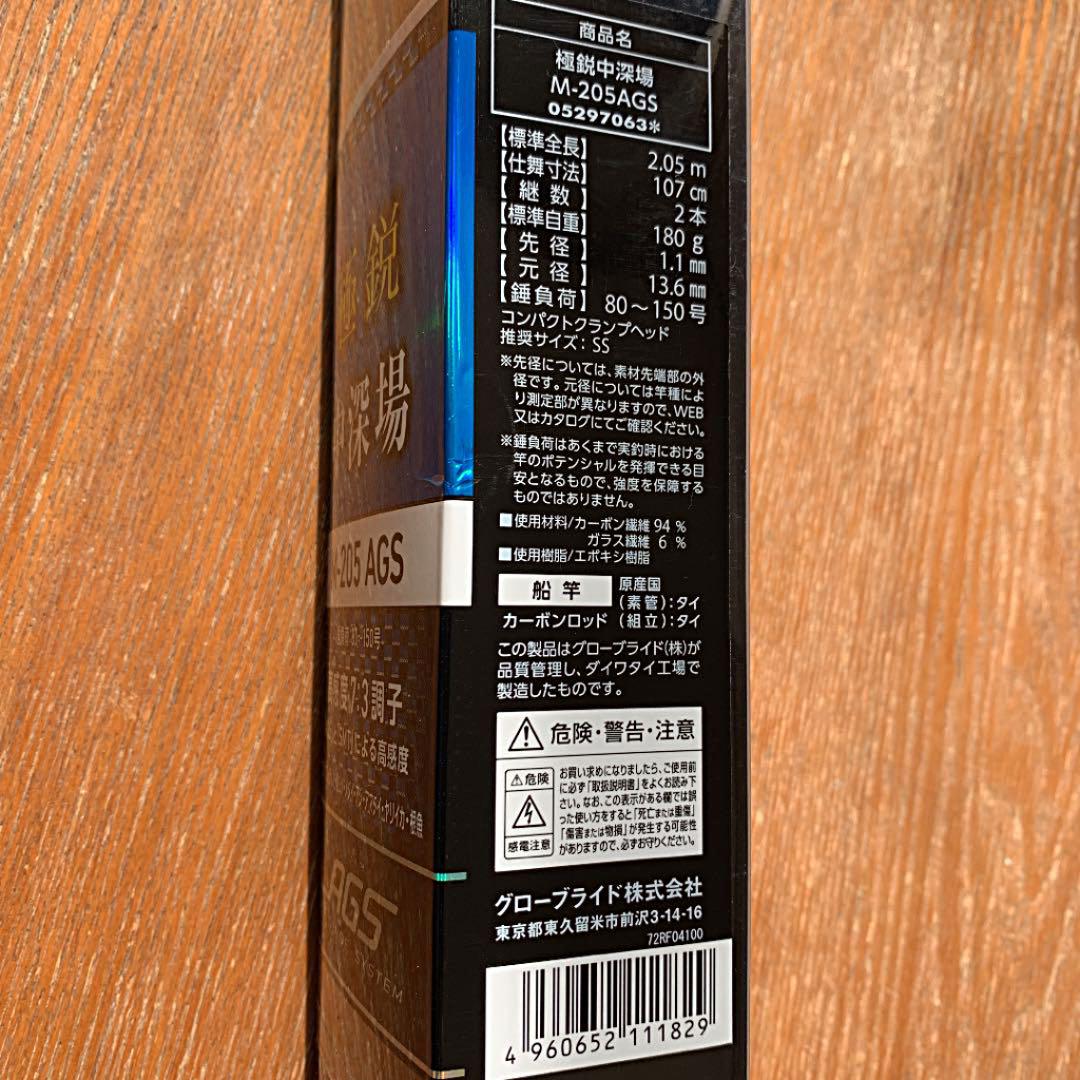 商品名
極鋭中深場
M-205AGS
05297063*
【標準全長】 2.05 m
【仕舞寸法】 107 cm
【継数】 2本
【標準自重】 180 g
【先径】 1.1 mm
【元径】 13.6 mm
【錘負荷】 80～150号
コンパクトクランプヘッド
推奨サイズ：SS
※先径については、素材先端部の外
径です。元径については竿種によ
り測定部が異なりますので、WEB
又はカタログにてご確認ください。
※錘負荷はあくまで実釣時における
竿のポテンシャルを発揮できる目
安となるもので、強度を保障する
ものではありません。
■使用材料/カーボン繊維 94 %
ガラス繊維 6 %
■使用樹脂/エポキシ樹脂
船竿 原産国
(素管)：タイ
カーボンロッド (組立)：タイ
この製品はグローブライド(株)が
品質管理し、ダイワタイ工場で
製造したものです。
危険・警告・注意
危険
感電注意
お買い求めになりましたら、ご使用前
に必ず「取扱説明書」をよくお読み下
さい。なお、この表示がある欄では誤
った使い方をすると「死亡または重傷」
「傷害または物損」が発生する可能性
がありますので、必ずお守りください。
グローブライド株式会社
東京都東久留米市前沢3-14-16
72RF04100
4 960652 111829
極鋭
中深場
-205 AGS
7:3調子
による高感度
ヤリイカ・根魚
AGS
SYSTEM